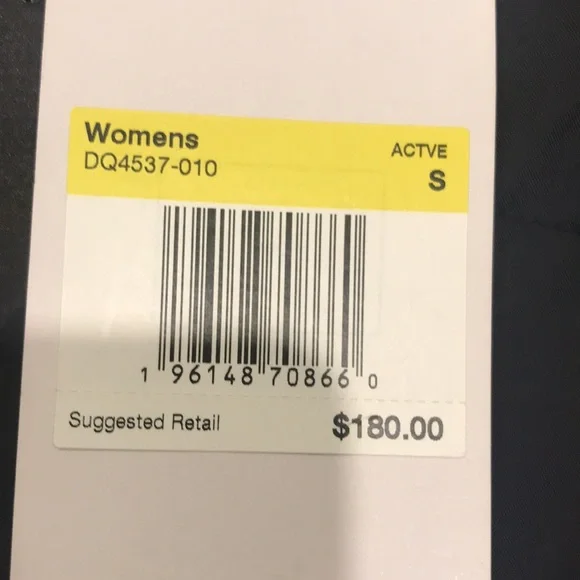 Womens
DQ4537-010
ACTVE
S
1 96148 70866 0
Suggested Retail $180.00